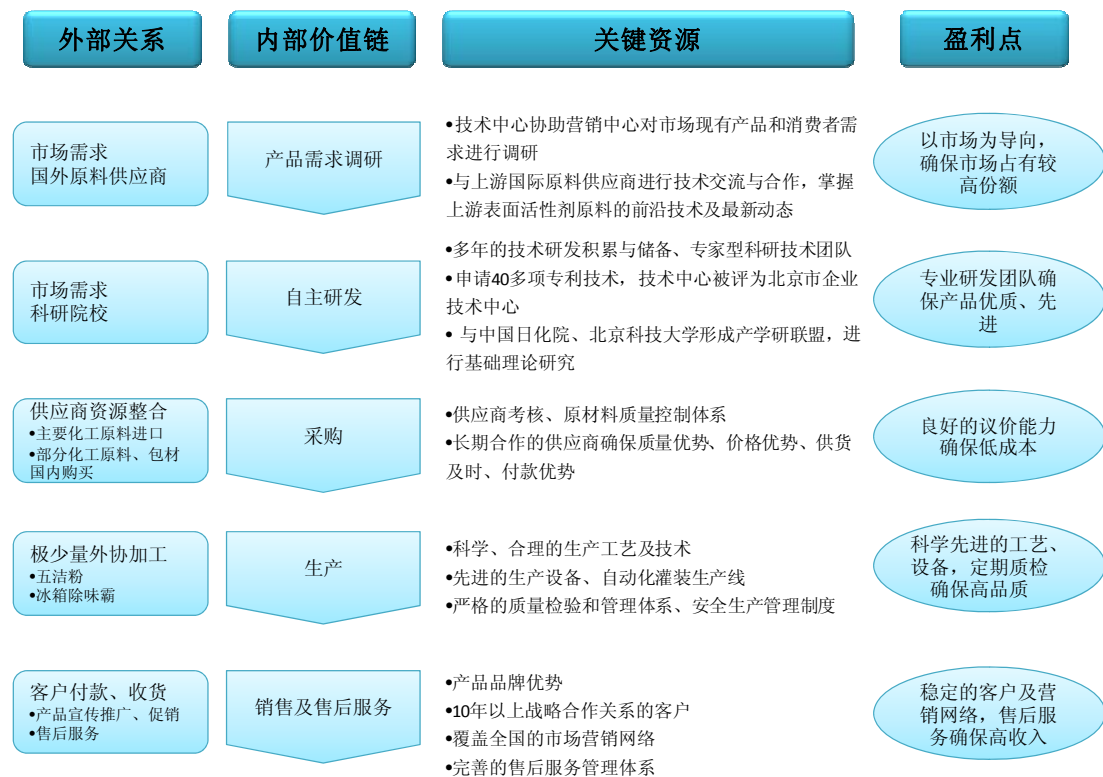 外部关系
内部价值链
关键资源
盈利点
市场需求
国外原料供应商
产品需求调研
•技术中心协助营销中心对市场现有产品和消费者需
求进行调研
•与上游国际原料供应商进行技术交流与合作，掌握
上游表面活性剂原料的前沿技术及最新动态
以市场为导向，
确保市场占有较
高份额
市场需求
科研院校
自主研发
•多年的技术研发积累与储备、专家型科研技术团队
•申请40多项专利技术，技术中心被评为北京市企业
技术中心
• 与中国日化院、北京科技大学形成产学研联盟，进
行基础理论研究
专业研发团队确
保产品优质、先
进
供应商资源整合
•主要化工原料进口
•部分化工原料、包材
国内购买
采购
•供应商考核、原材料质量控制体系
•长期合作的供应商确保质量优势、价格优势、供货
及时、付款优势
良好的议价能力
确保低成本
极少量外协加工
•五洁粉
•冰箱除味霸
生产
•科学、合理的生产工艺及技术
•先进的生产设备、自动化灌装生产线
•严格的质量检验和管理体系、安全生产管理制度
科学先进的工艺、
设备，定期质检
确保高品质
客户付款、收货
•产品宣传推广、促销
•售后服务
销售及售后服务
•产品品牌优势
•10年以上战略合作关系的客户
•覆盖全国的市场营销网络
•完善的售后服务管理体系
稳定的客户及营
销网络，售后服
务确保高收入